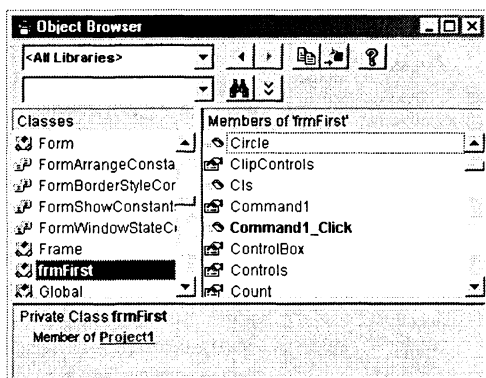 Object Browser
<All Libraries>
Classes
Form
FormArrangeConsta
FormBorderStyleCor
FormShowConstant
FormWindowStateC
Frame
frmFirst
Global
Members of 'frmFirst'
Circle
ClipControls
Cls
Command1
Command1_Click
ControlBox
Controls
Count
Private Class frmFirst
Member of Project1